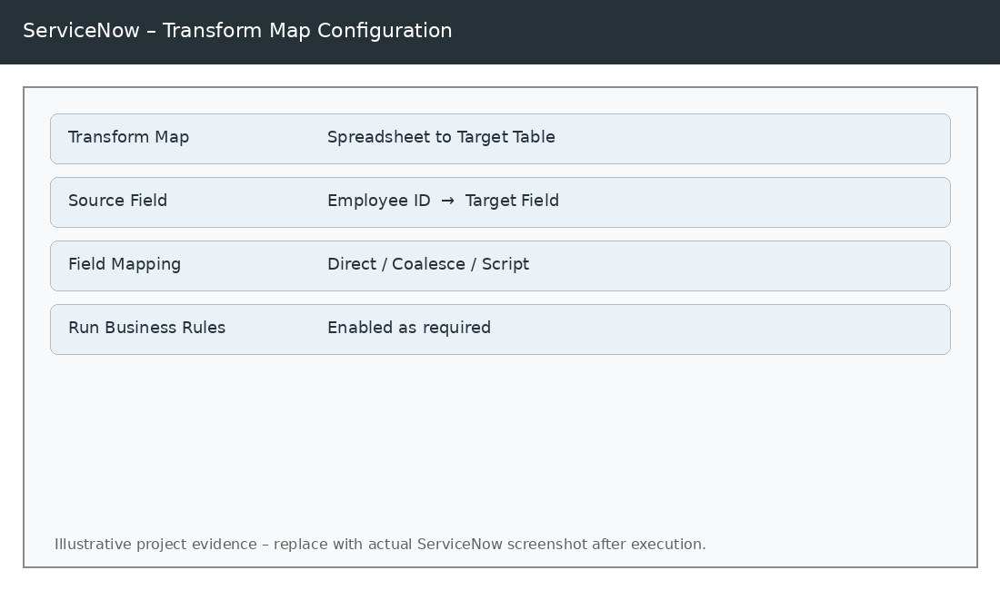 ServiceNow – Transform Map Configuration
Transform Map Spreadsheet to Target Table
Source Field Employee ID → Target Field
Field Mapping Direct / Coalesce / Script
Run Business Rules Enabled as required
Illustrative project evidence – replace with actual ServiceNow screenshot after execution.